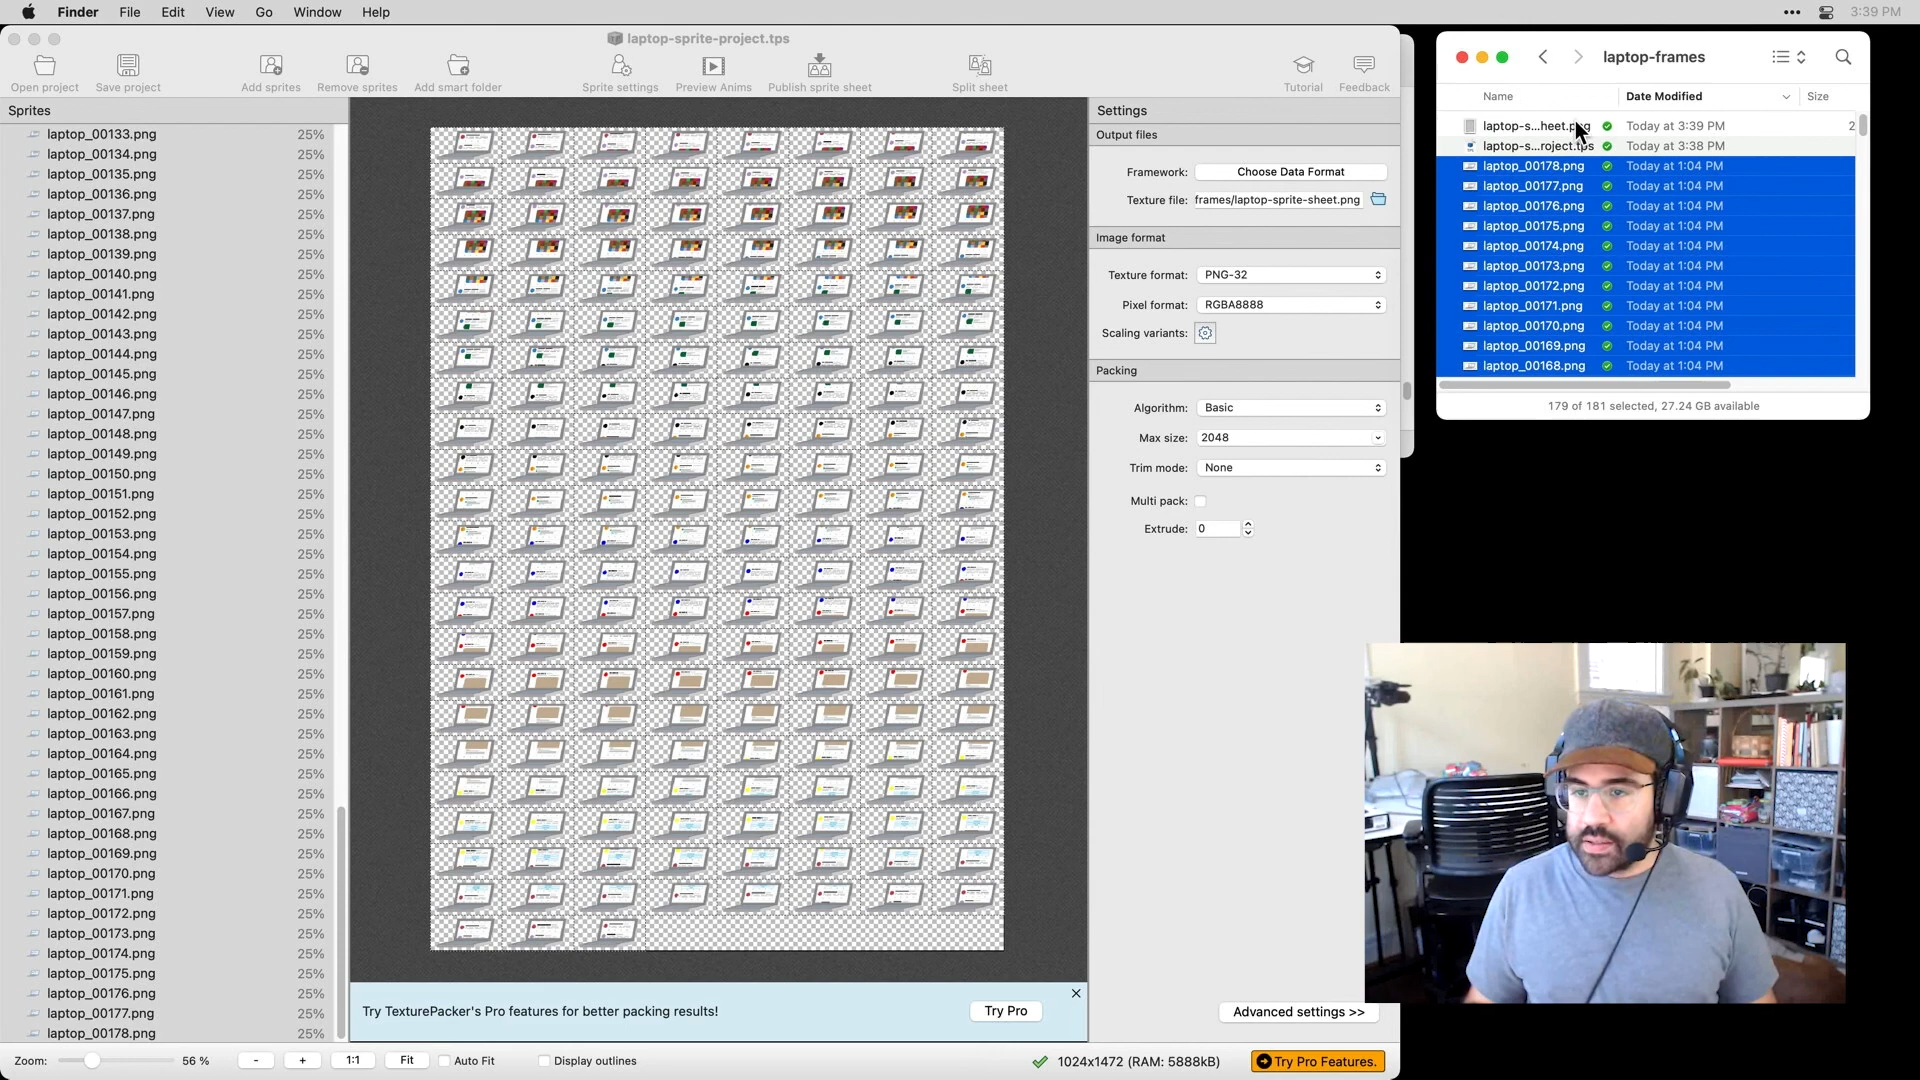 Finder File Edit View Go Window Help
3:39 PM
laptop-sprite-project.tps
Open project Save project Add sprites Remove sprites Add smart folder Sprite settings Preview Anims Publish sprite sheet Split sheet Tutorial Feedback
Sprites
laptop_00133.png 25%
laptop_00134.png 25%
laptop_00135.png 25%
laptop_00136.png 25%
laptop_00137.png 25%
laptop_00138.png 25%
laptop_00139.png 25%
laptop_00140.png 25%
laptop_00141.png 25%
laptop_00142.png 25%
laptop_00143.png 25%
laptop_00144.png 25%
laptop_00145.png 25%
laptop_00146.png 25%
laptop_00147.png 25%
laptop_00148.png 25%
laptop_00149.png 25%
laptop_00150.png 25%
laptop_00151.png 25%
laptop_00152.png 25%
laptop_00153.png 25%
laptop_00154.png 25%
laptop_00155.png 25%
laptop_00156.png 25%
laptop_00157.png 25%
laptop_00158.png 25%
laptop_00159.png 25%
laptop_00160.png 25%
laptop_00161.png 25%
laptop_00162.png 25%
laptop_00163.png 25%
laptop_00164.png 25%
laptop_00165.png 25%
laptop_00166.png 25%
laptop_00167.png 25%
laptop_00168.png 25%
laptop_00169.png 25%
laptop_00170.png 25%
laptop_00171.png 25%
laptop_00172.png 25%
laptop_00173.png 25%
laptop_00174.png 25%
laptop_00175.png 25%
laptop_00176.png 25%
laptop_00177.png 25%
laptop_00178.png 25%
Try TexturePacker's Pro features for better packing results!
Try Pro
Zoom: 56 % - + 1:1 Fit Auto Fit Display outlines
1024x1472 (RAM: 5888kB) Try Pro Features.
Settings
Output files
Framework: Choose Data Format
Texture file: frames/laptop-sprite-sheet.png
Image format
Texture format: PNG-32
Pixel format: RGBA8888
Scaling variants:
Packing
Algorithm: Basic
Max size: 2048
Trim mode: None
Multi pack:
Extrude: 0
Advanced settings >>
laptop-frames
Name Date Modified Size
laptop-s...heet.png Today at 3:39 PM 2
laptop-s...roject.tps Today at 3:38 PM
laptop_00178.png Today at 1:04 PM
laptop_00177.png Today at 1:04 PM
laptop_00176.png Today at 1:04 PM
laptop_00175.png Today at 1:04 PM
laptop_00174.png Today at 1:04 PM
laptop_00173.png Today at 1:04 PM
laptop_00172.png Today at 1:04 PM
laptop_00171.png Today at 1:04 PM
laptop_00170.png Today at 1:04 PM
laptop_00169.png Today at 1:04 PM
laptop_00168.png Today at 1:04 PM
179 of 181 selected, 27.24 GB available